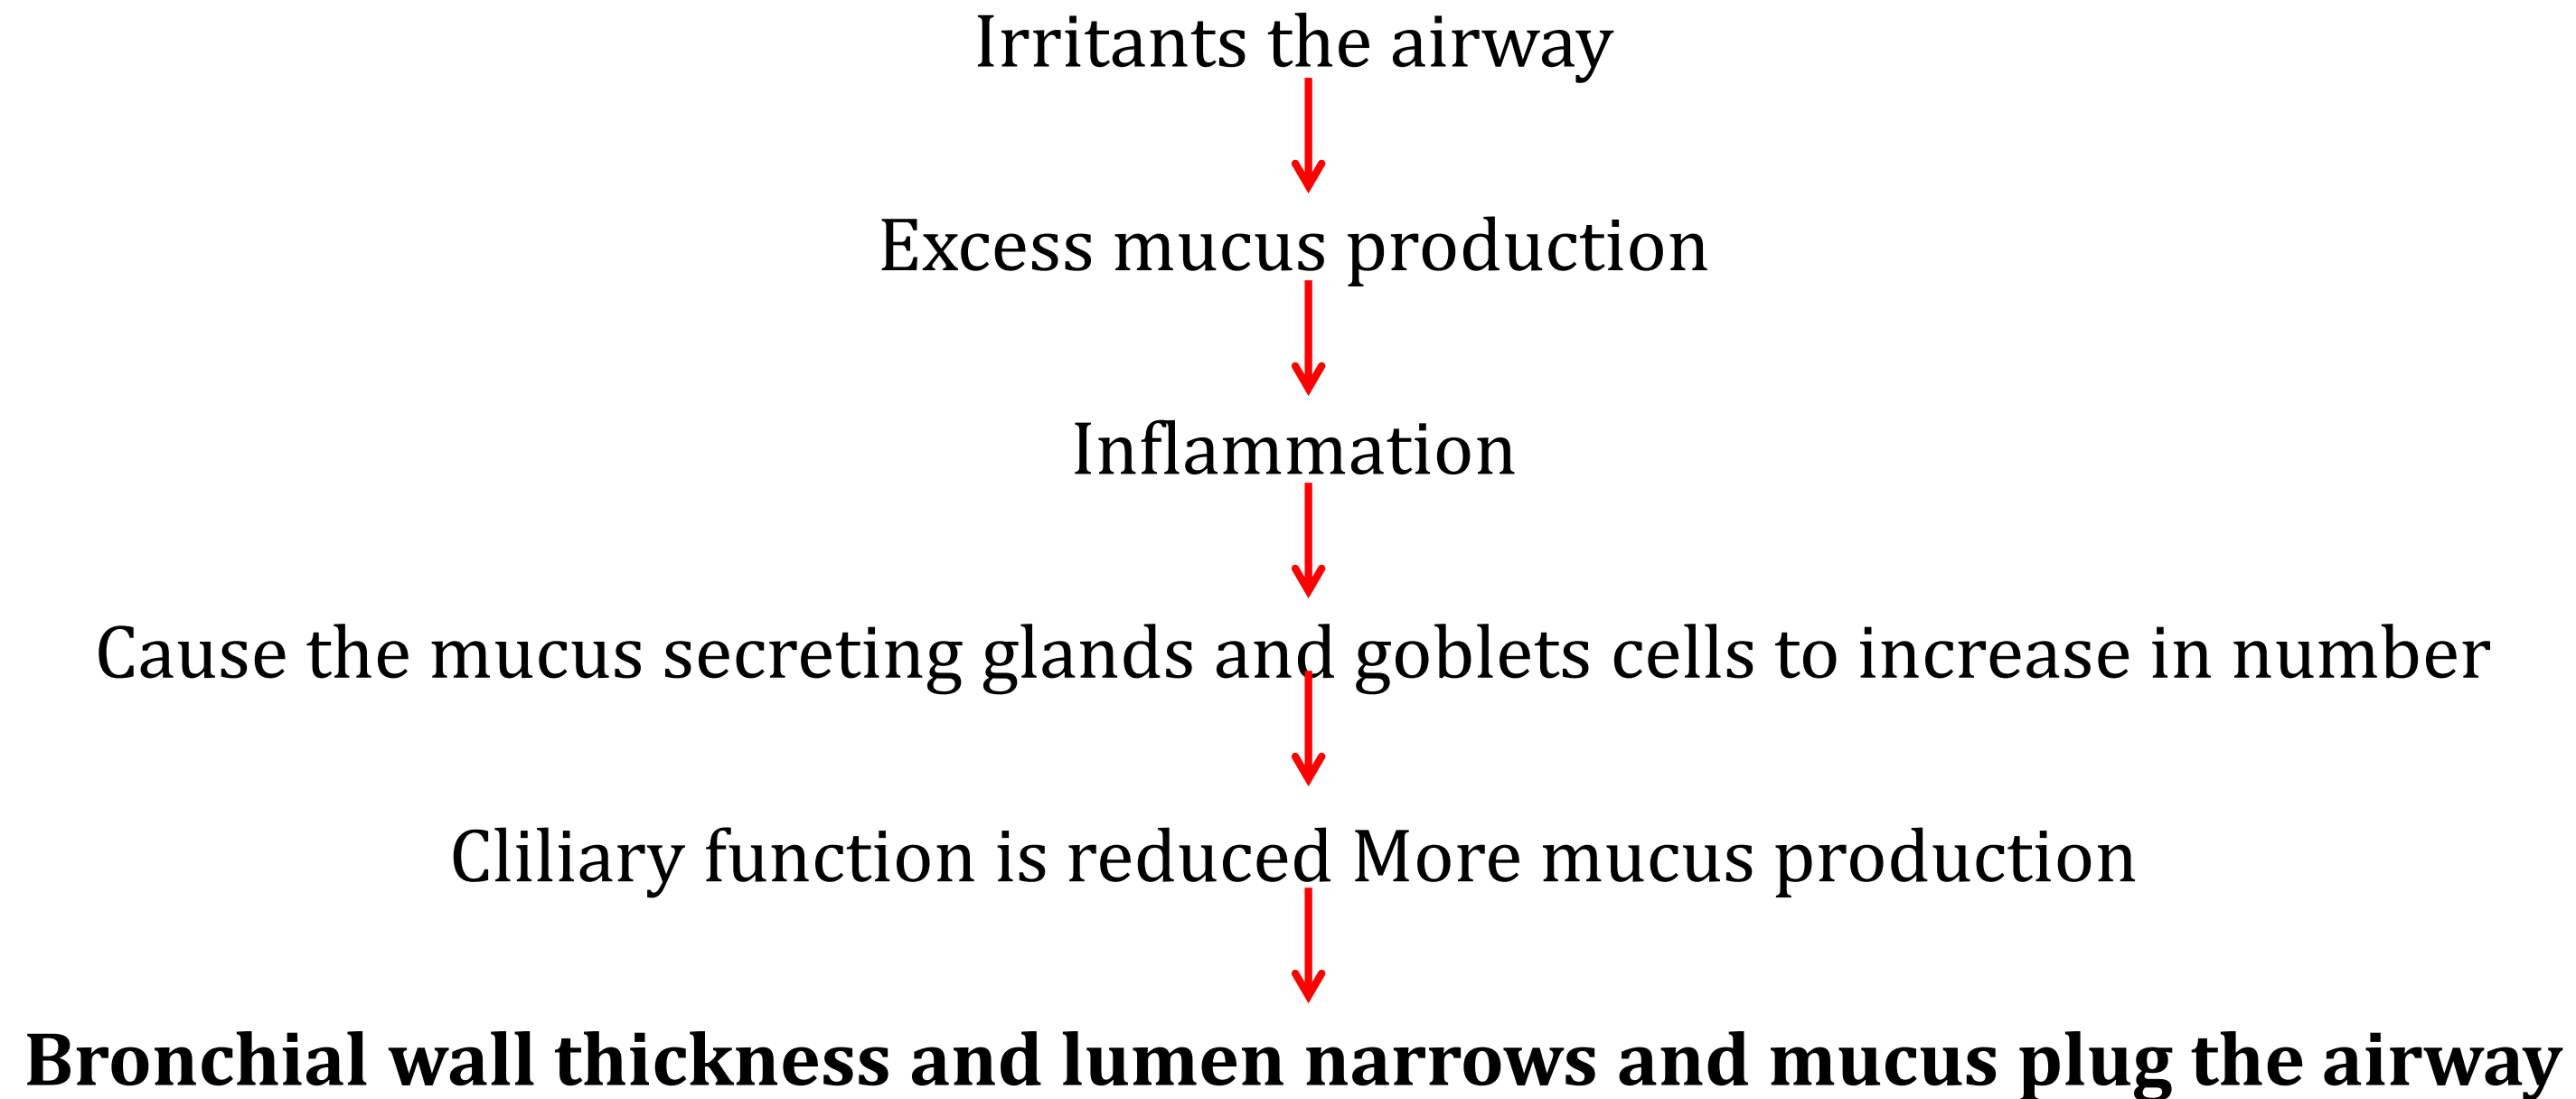 Irritants the airway
Excess mucus production
Inflammation
Cause the mucus secreting glands and goblets cells to increase in number
Cliliary function is reduced More mucus production
Bronchial wall thickness and lumen narrows and mucus plug the airway